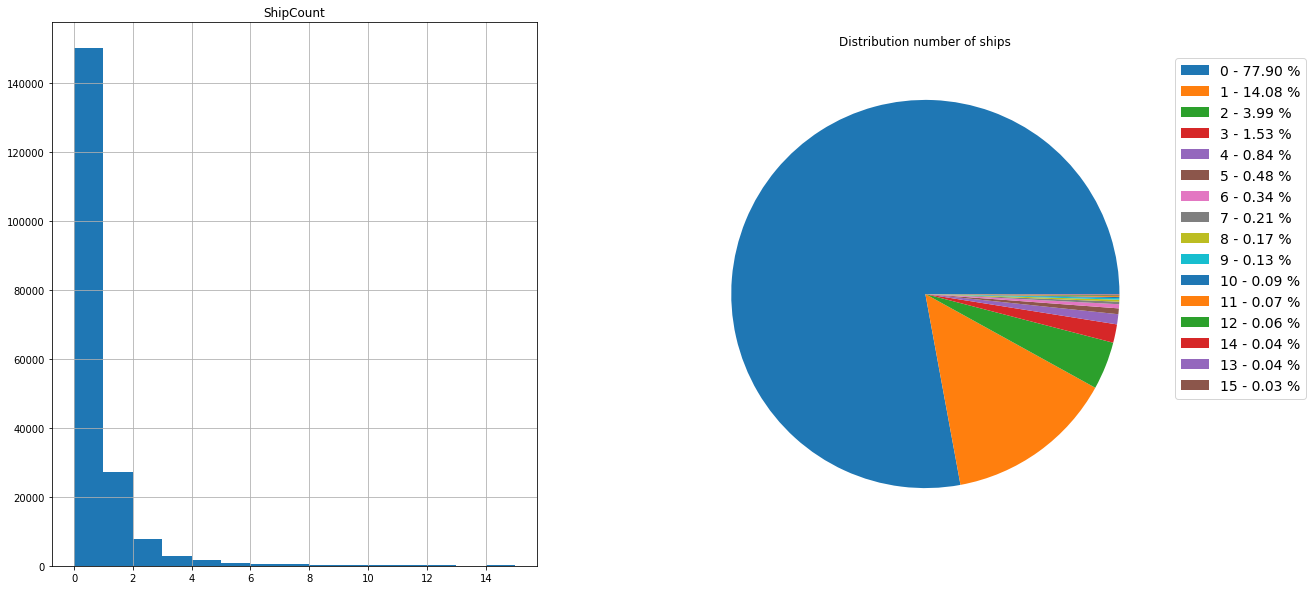 ShipCount
140000
120000
100000
80000
60000
40000
20000
0
0 2 4 6 8 10 12 14
Distribution number of ships
0 - 77.90 %
1 - 14.08 %
2 - 3.99 %
3 - 1.53 %
4 - 0.84 %
5 - 0.48 %
6 - 0.34 %
7 - 0.21 %
8 - 0.17 %
9 - 0.13 %
10 - 0.09 %
11 - 0.07 %
12 - 0.06 %
14 - 0.04 %
13 - 0.04 %
15 - 0.03 %